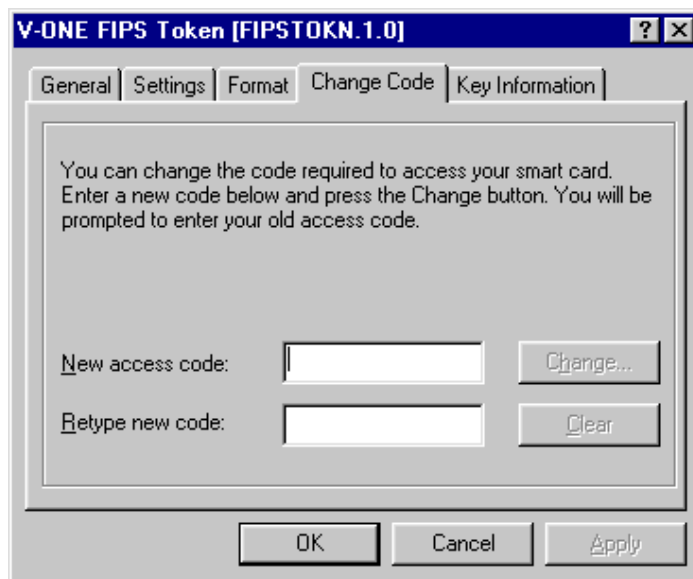 V-ONE FIPS Token [FIPSTOKN.1.0]
General Settings Format Change Code Key Information
You can change the code required to access your smart card.
Enter a new code below and press the Change button. You will be
prompted to enter your old access code.
New access code: Change...
Retype new code: Clear
OK Cancel Apply